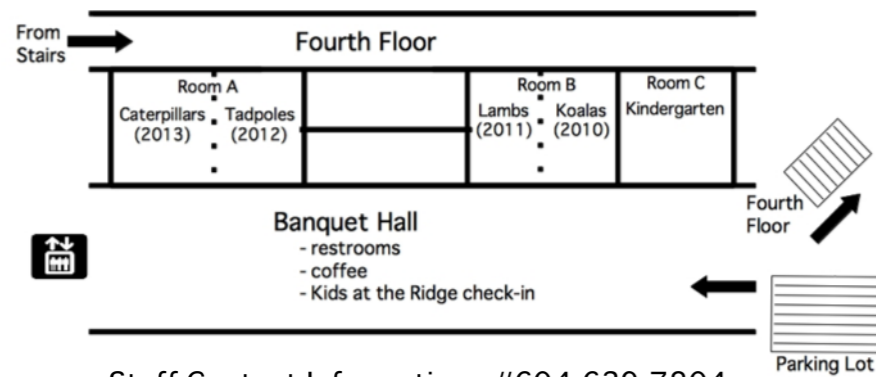 From
Stairs
Fourth Floor
Room A
Caterpillars
(2013)
Tadpoles
(2012)
Room B
Lambs
(2011)
Koalas
(2010)
Room C
Kindergarten
Fourth
Floor
Banquet Hall
- restrooms
- coffee
- Kids at the Ridge check-in
Parking Lot